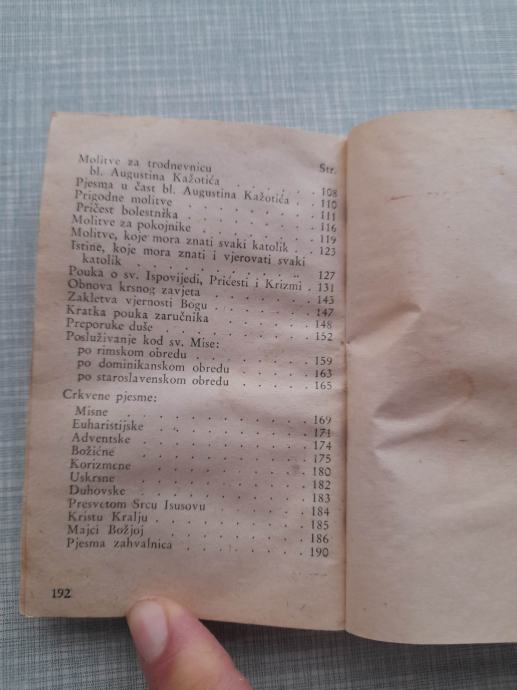 Molitve za trodnevnicu Str.
bl. Augustina Kažotića . . . . . . . 108
Pjesma u čast bl. Augustina Kažotića . 110
Prigodne molitve . . . . . . . . 111
Pričest bolestnika . . . . . . . . 116
Molitve za pokojnike . . . . . . . 119
Molitve, koje mora znati svaki katolik . . 123
Istine, koje mora znati i vjerovati svaki
katolik . . . . . . . . . . 127
Pouka o sv. Ispovijedi, Pričesti i Krizmi . 131
Obnova krsnog zavjeta . . . . . . 145
Zakletva vjernosti Bogu . . . . . . 147
Kratka pouka zaručnika . . . . . . 148
Preporuke duše . . . . . . . . 152
Posluživanje kod sv. Mise:
po rimskom obredu . . . . . . 159
po dominikanskom obredu . . . . 163
po staroslavenskom obredu . . . . 165
Crkvene pjesme:
Misne . . . . . . . . . . 169
Euharistijske . . . . . . . . 171
Adventske . . . . . . . . . 174
Božićne . . . . . . . . . . 175
Korizmene . . . . . . . . . 180
Uskrsne . . . . . . . . . . 182
Duhovske . . . . . . . . . 183
Presvetom Srcu Isusovu . . . . . 184
Kristu Kralju . . . . . . . . 185
Majci Božjoj . . . . . . . . 186
Pjesma zahvalnica . . . . . . . 190
192